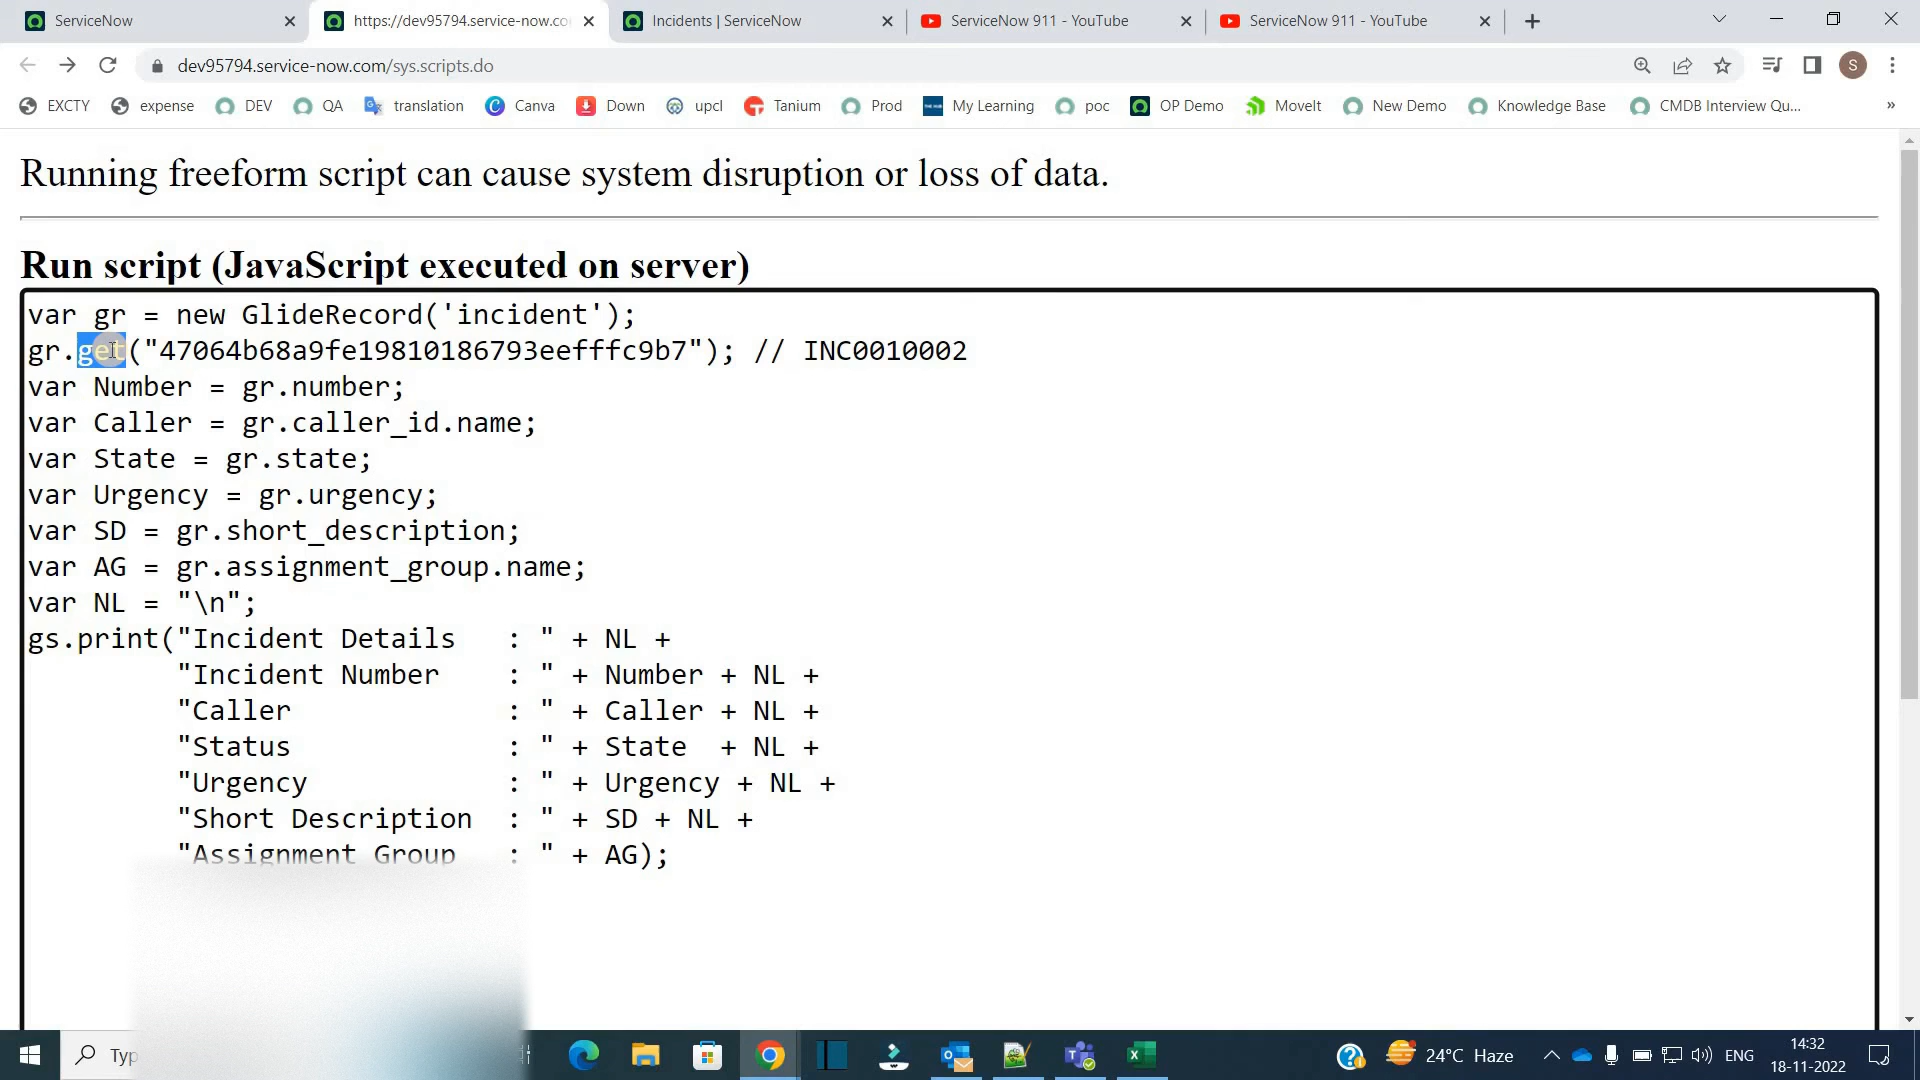 ServiceNow
https://dev95794.service-now.co
Incidents | ServiceNow
ServiceNow 911 - YouTube
ServiceNow 911 - YouTube
dev95794.service-now.com/sys.scripts.do
S
EXCTY
expense
DEV
QA
translation
Canva
Down
upcl
Tanium
Prod
My Learning
poc
OP Demo
MoveIt
New Demo
Knowledge Base
CMDB Interview Qu...
»
Running freeform script can cause system disruption or loss of data.
Run script (JavaScript executed on server)
var gr = new GlideRecord('incident');
gr.get("47064b68a9fe19810186793eefffc9b7"); // INC0010002
var Number = gr.number;
var Caller = gr.caller_id.name;
var State = gr.state;
var Urgency = gr.urgency;
var SD = gr.short_description;
var AG = gr.assignment_group.name;
var NL = "\n";
gs.print("Incident Details : " + NL +
"Incident Number : " + Number + NL +
"Caller : " + Caller + NL +
"Status : " + State + NL +
"Urgency : " + Urgency + NL +
"Short Description : " + SD + NL +
"Assignment Group : " + AG);
Typ
24°C Haze
ENG
14:32
18-11-2022